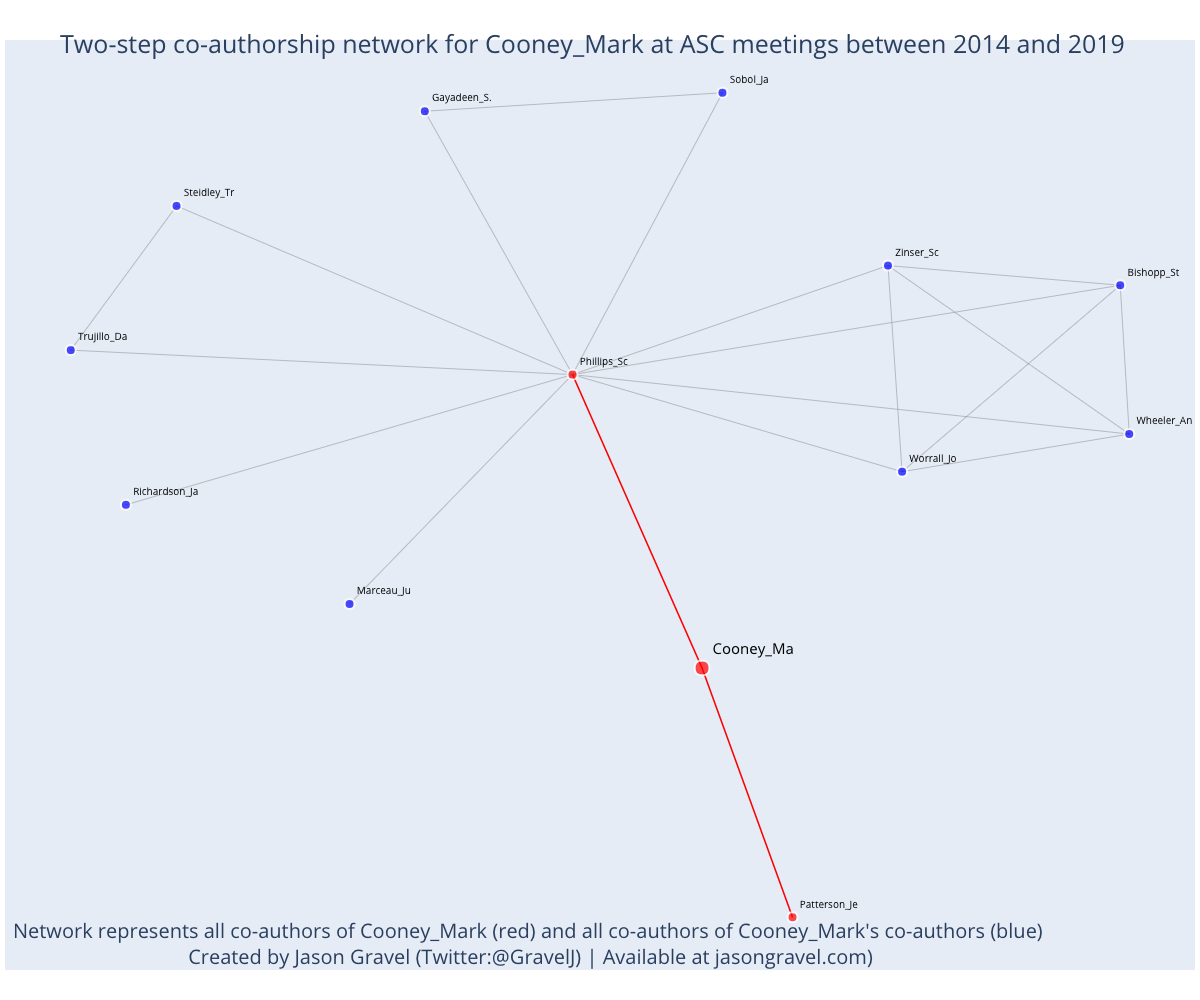 Two-step co-authorship network for Cooney_Mark at ASC meetings between 2014 and 2019
Sobol_Ja
Gayadeen_S.
Steidley_Tr
Zinser_Sc
Bishopp_St
Trujillo_Da
Phillips_Sc
Wheeler_An
Worrall_Jo
Richardson_Ja
Marceau_Ju
Cooney_Ma
Patterson_Je
Network represents all co-authors of Cooney_Mark (red) and all co-authors of Cooney_Mark's co-authors (blue)
Created by Jason Gravel (Twitter:@GravelJ) | Available at jasongravel.com)